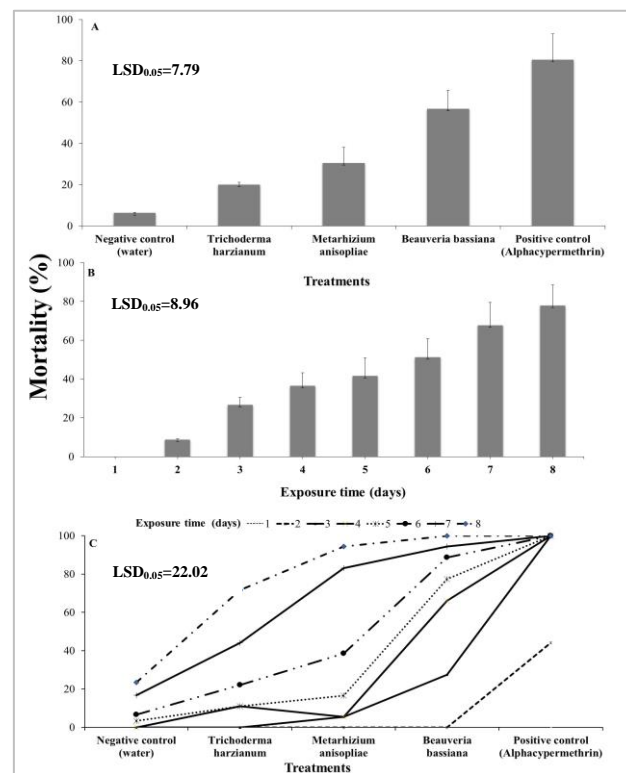 A
LSD0.05=7.79
100
80
60
40
20
0
Negative control (water)
Trichoderma harzianum
Metarhizium anisopliae
Beauveria bassiana
Positive control (Alphacypermethrin)
Treatments
Mortality (%)
B
LSD0.05=8.96
100
80
60
40
20
0
1 2 3 4 5 6 7 8
Exposure time (days)
Exposure time (days) 1 2 3 4 5 6 7 8
C
LSD0.05=22.02
100
80
60
40
20
0
Negative control (water)
Trichoderma harzianum
Metarhizium anisopliae
Beauveria bassiana
Positive control (Alphacypermethrin)
Treatments